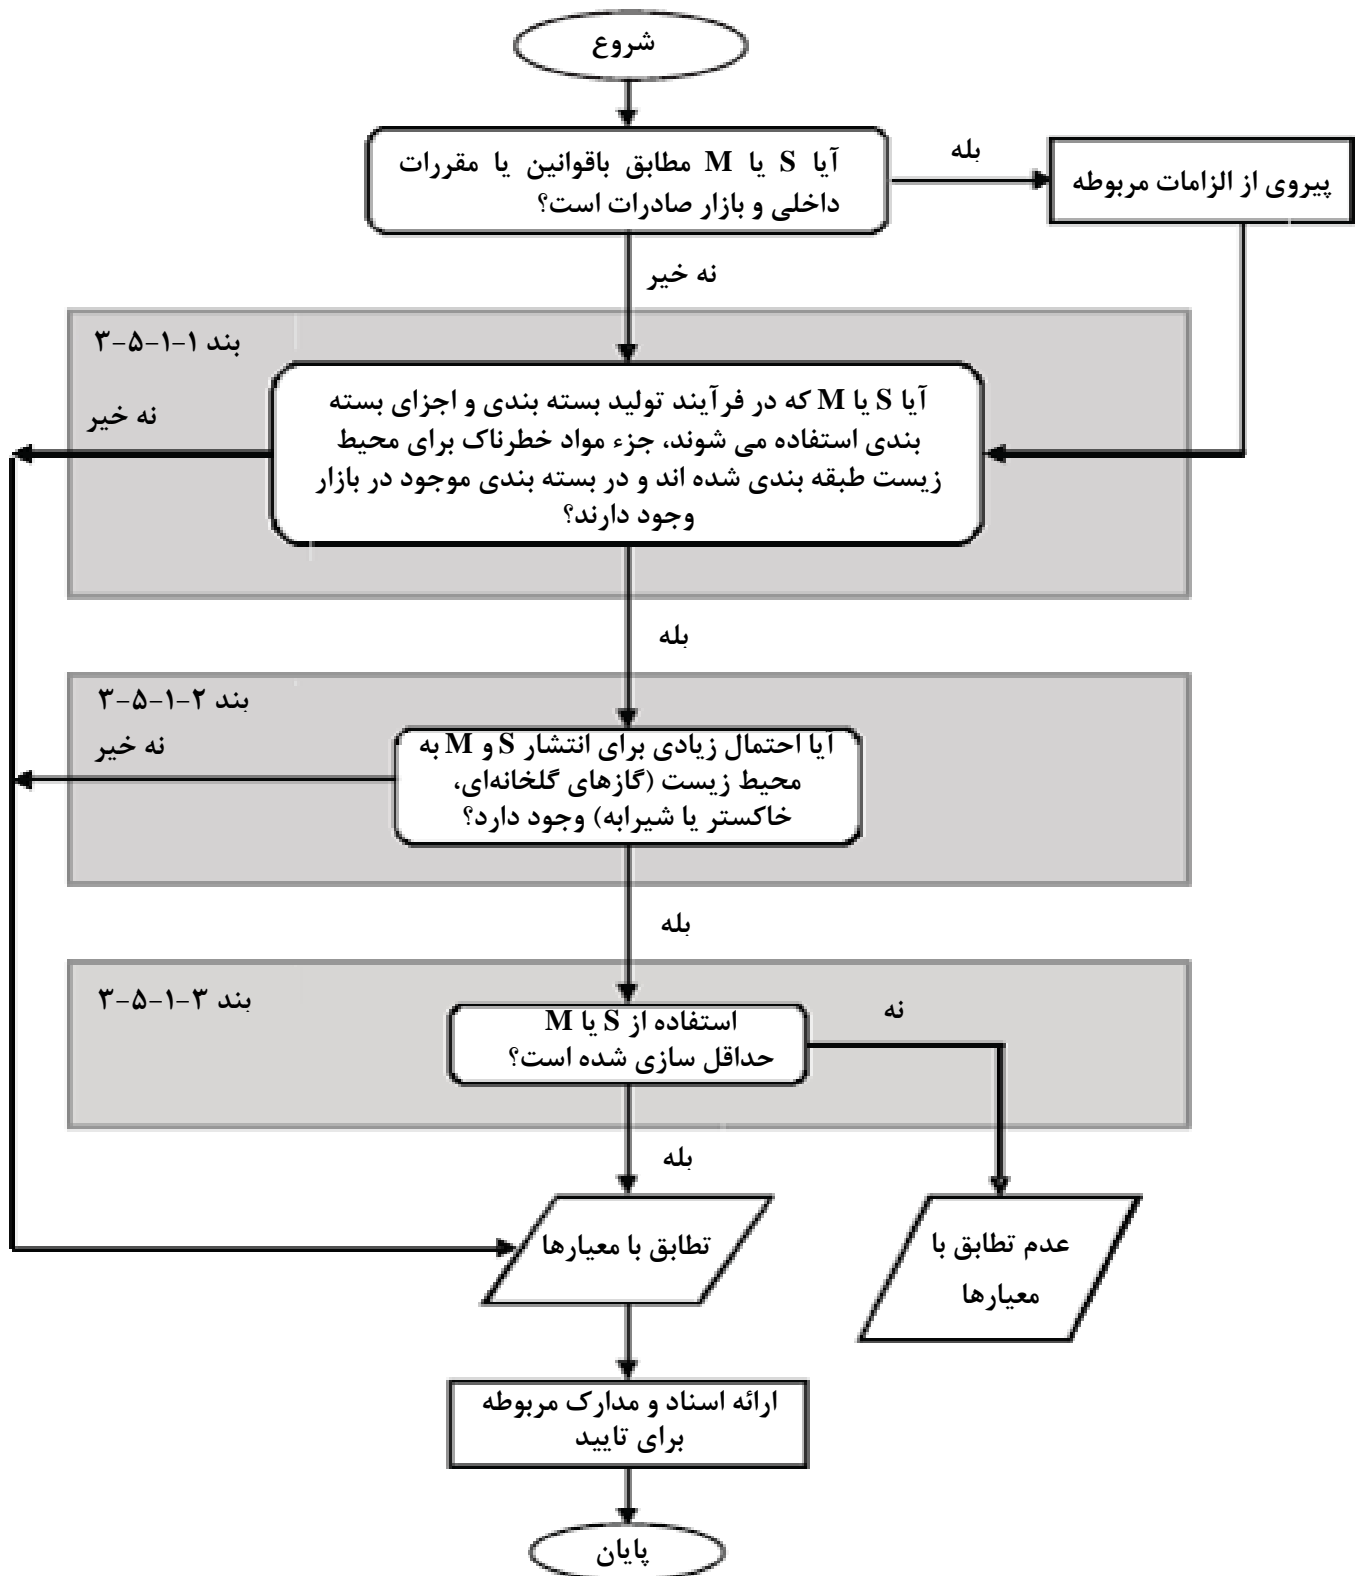 شروع
آیا S یا M مطابق باقوانین یا مقررات
داخلی و بازار صادرات است؟
بله
پیروی از الزامات مربوطه
نه خیر
بند ۱-۱-۵-۳
نه خیر
آیا S یا M که در فرآیند تولید بسته بندی و اجزای بسته
بندی استفاده می شوند، جزء مواد خطرناک برای محیط
زیست طبقه بندی شده اند و در بسته بندی موجود در بازار
وجود دارند؟
بله
بند ۲-۱-۵-۳
نه خیر
آیا احتمال زیادی برای انتشار S و M به
محیط زیست (گازهای گلخانه‌ای،
خاکستر یا شیرابه) وجود دارد؟
بله
بند ۳-۱-۵-۳
استفاده از S یا M
حداقل سازی شده است؟
نه
بله
تطابق با معیارها
عدم تطابق با
معیارها
ارائه اسناد و مدارک مربوطه
برای تایید
پایان